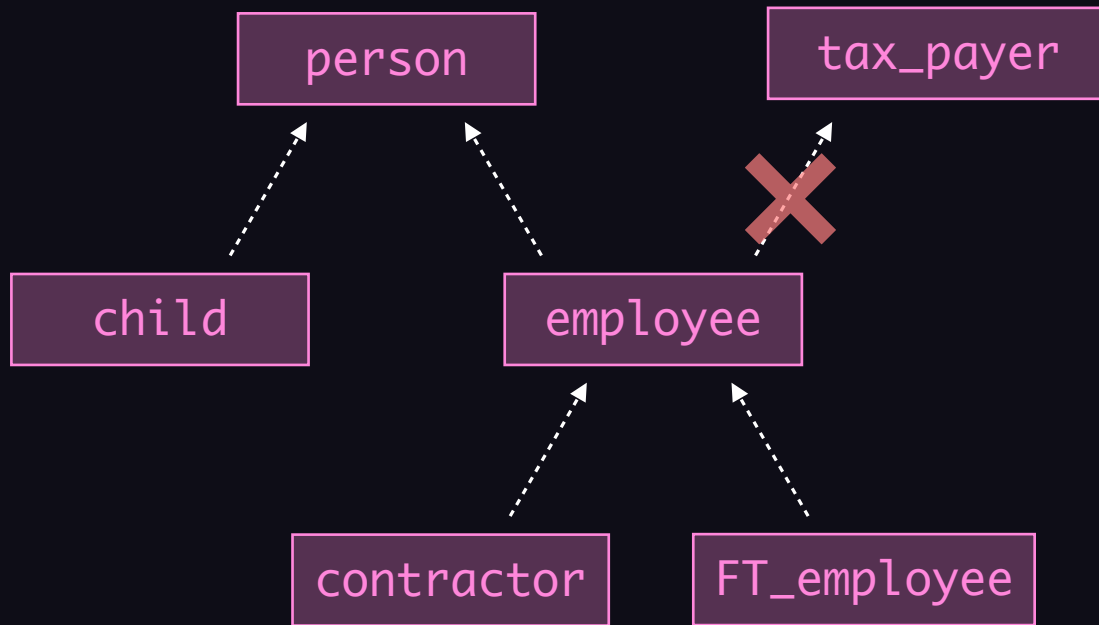 person
tax_payer
child
employee
contractor
FT_employee